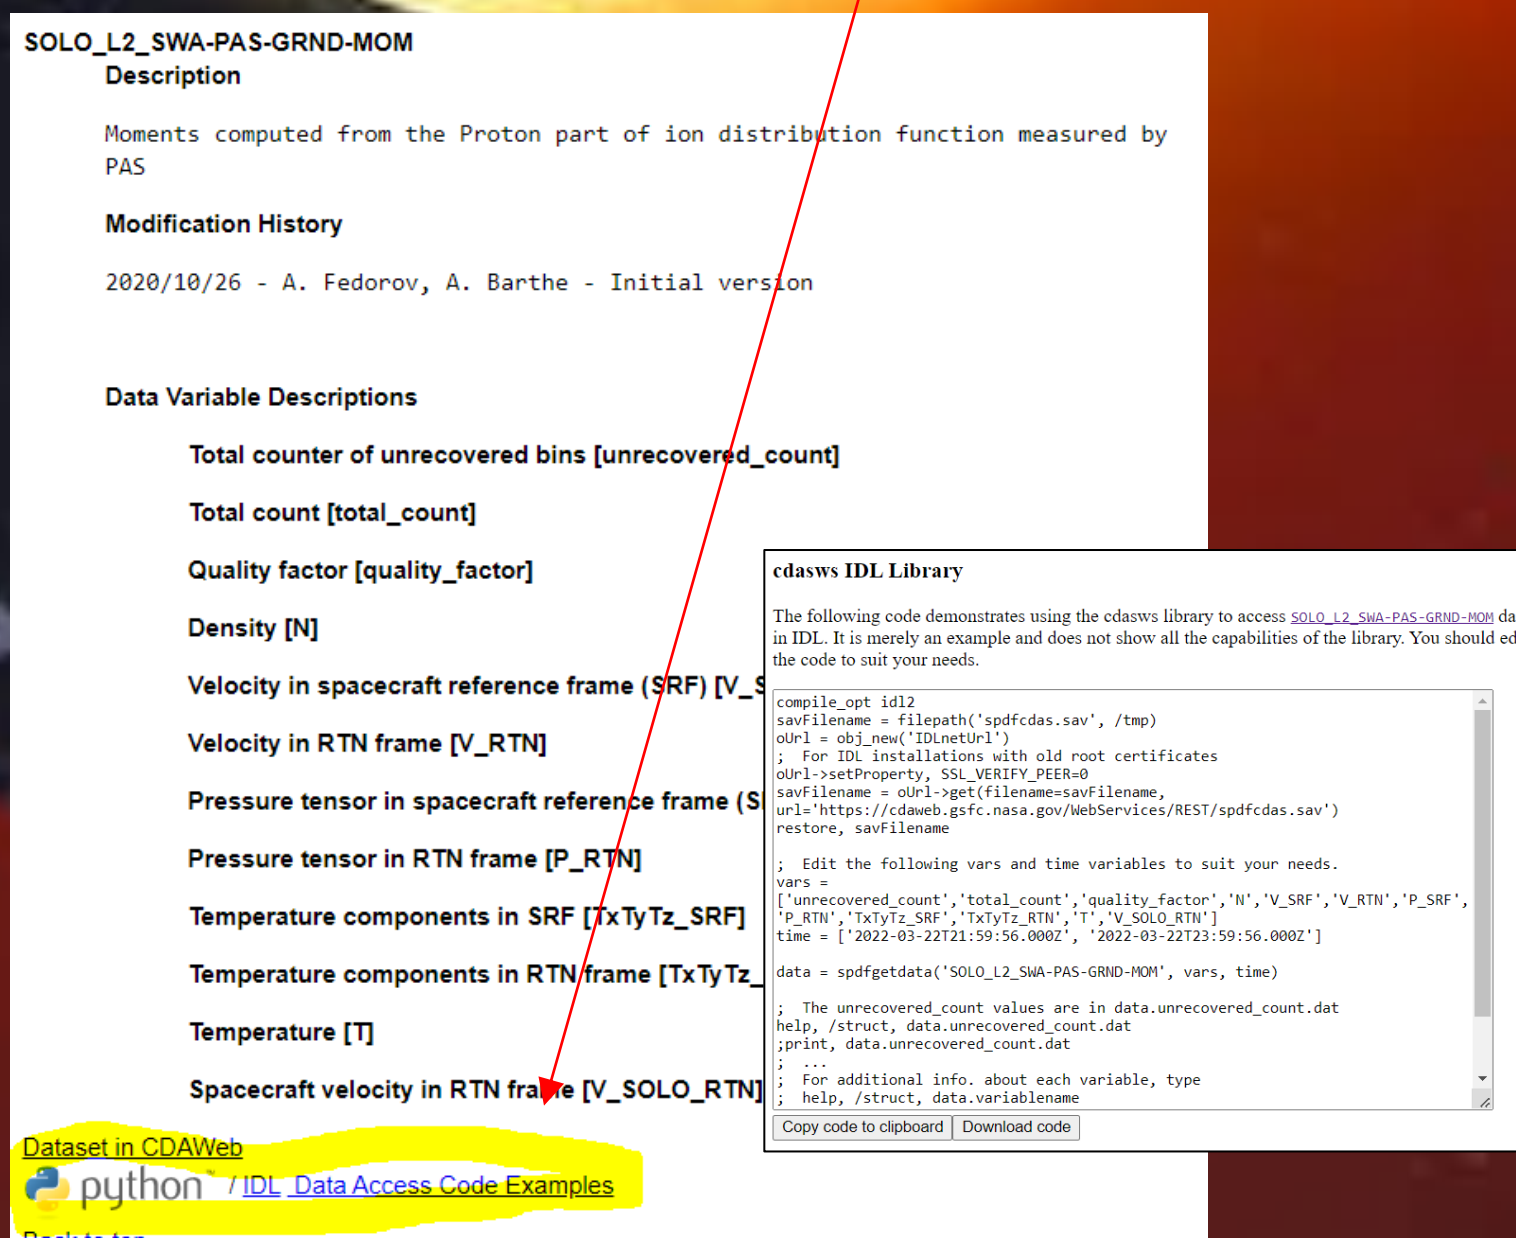 SOLO_L2_SWA-PAS-GRND-MOM
Description
Moments computed from the Proton part of ion distribution function measured by
PAS
Modification History
2020/10/26 - A. Fedorov, A. Barthe - Initial version
Data Variable Descriptions
Total counter of unrecovered bins [unrecovered_count]
Total count [total_count]
Quality factor [quality_factor]
Density [N]
Velocity in spacecraft reference frame (SRF) [V_S
Velocity in RTN frame [V_RTN]
Pressure tensor in spacecraft reference frame (S
Pressure tensor in RTN frame [P_RTN]
Temperature components in SRF [TxTyTz_SRF]
Temperature components in RTN frame [TxTyTz_
Temperature [T]
Spacecraft velocity in RTN frame [V_SOLO_RTN]
Dataset in CDAWeb
python™ / IDL Data Access Code Examples
Back to top
cdasws IDL Library
The following code demonstrates using the cdasws library to access SOLO_L2_SWA-PAS-GRND-MOM da
in IDL. It is merely an example and does not show all the capabilities of the library. You should ed
the code to suit your needs.
compile_opt idl2
savFilename = filepath('spdfcdas.sav', /tmp)
oUrl = obj_new('IDLnetUrl')
;  For IDL installations with old root certificates
oUrl->setProperty, SSL_VERIFY_PEER=0
savFilename = oUrl->get(filename=savFilename,
url='https://cdaweb.gsfc.nasa.gov/WebServices/REST/spdfcdas.sav')
restore, savFilename
;  Edit the following vars and time variables to suit your needs.
vars =
['unrecovered_count','total_count','quality_factor','N','V_SRF','V_RTN','P_SRF',
'P_RTN','TxTyTz_SRF','TxTyTz_RTN','T','V_SOLO_RTN']
time = ['2022-03-22T21:59:56.000Z', '2022-03-22T23:59:56.000Z']
data = spdfgetdata('SOLO_L2_SWA-PAS-GRND-MOM', vars, time)
;  The unrecovered_count values are in data.unrecovered_count.dat
help, /struct, data.unrecovered_count.dat
;print, data.unrecovered_count.dat
;  ...
;  For additional info. about each variable, type
;  help, /struct, data.variablename
Copy code to clipboard Download code